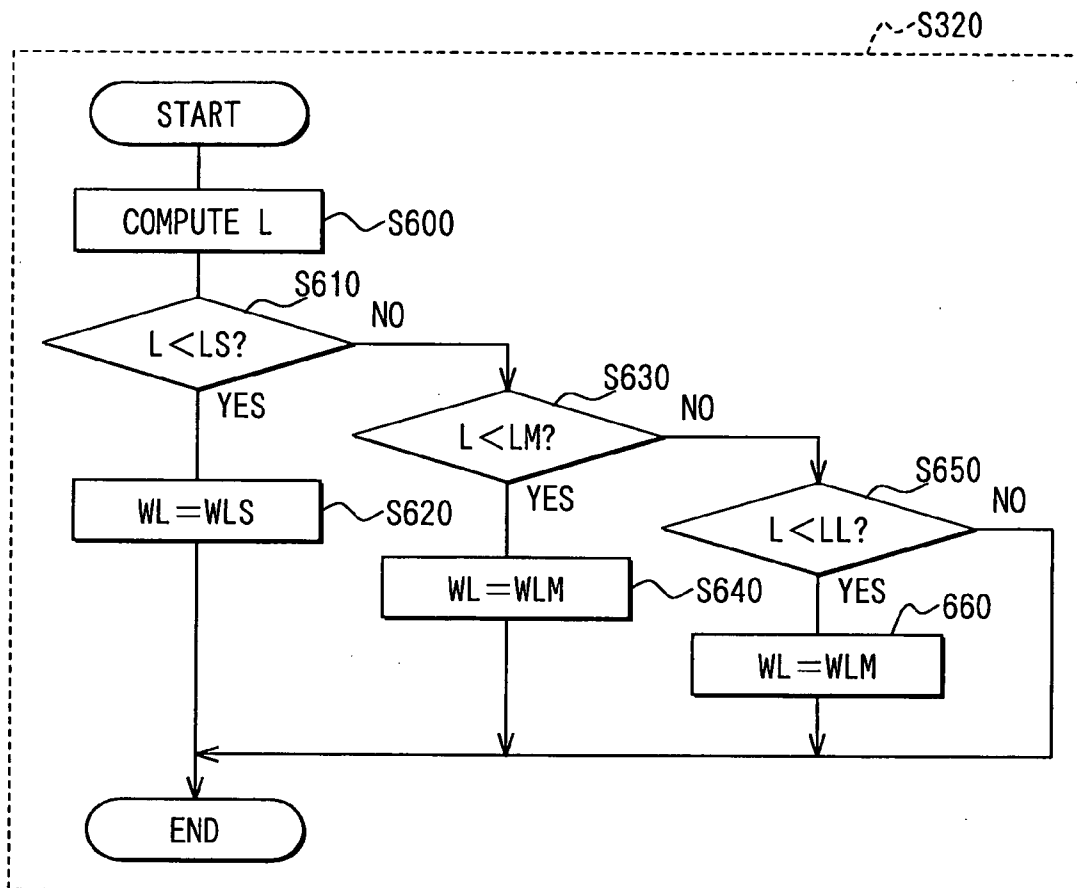 S320
START
COMPUTE L
S600
S610
L<LS?
NO
YES
S630
L<LM?
NO
YES
WL=WLS
S620
S650
L<LL?
NO
YES
WL=WLM
S640
660
WL=WLM
END